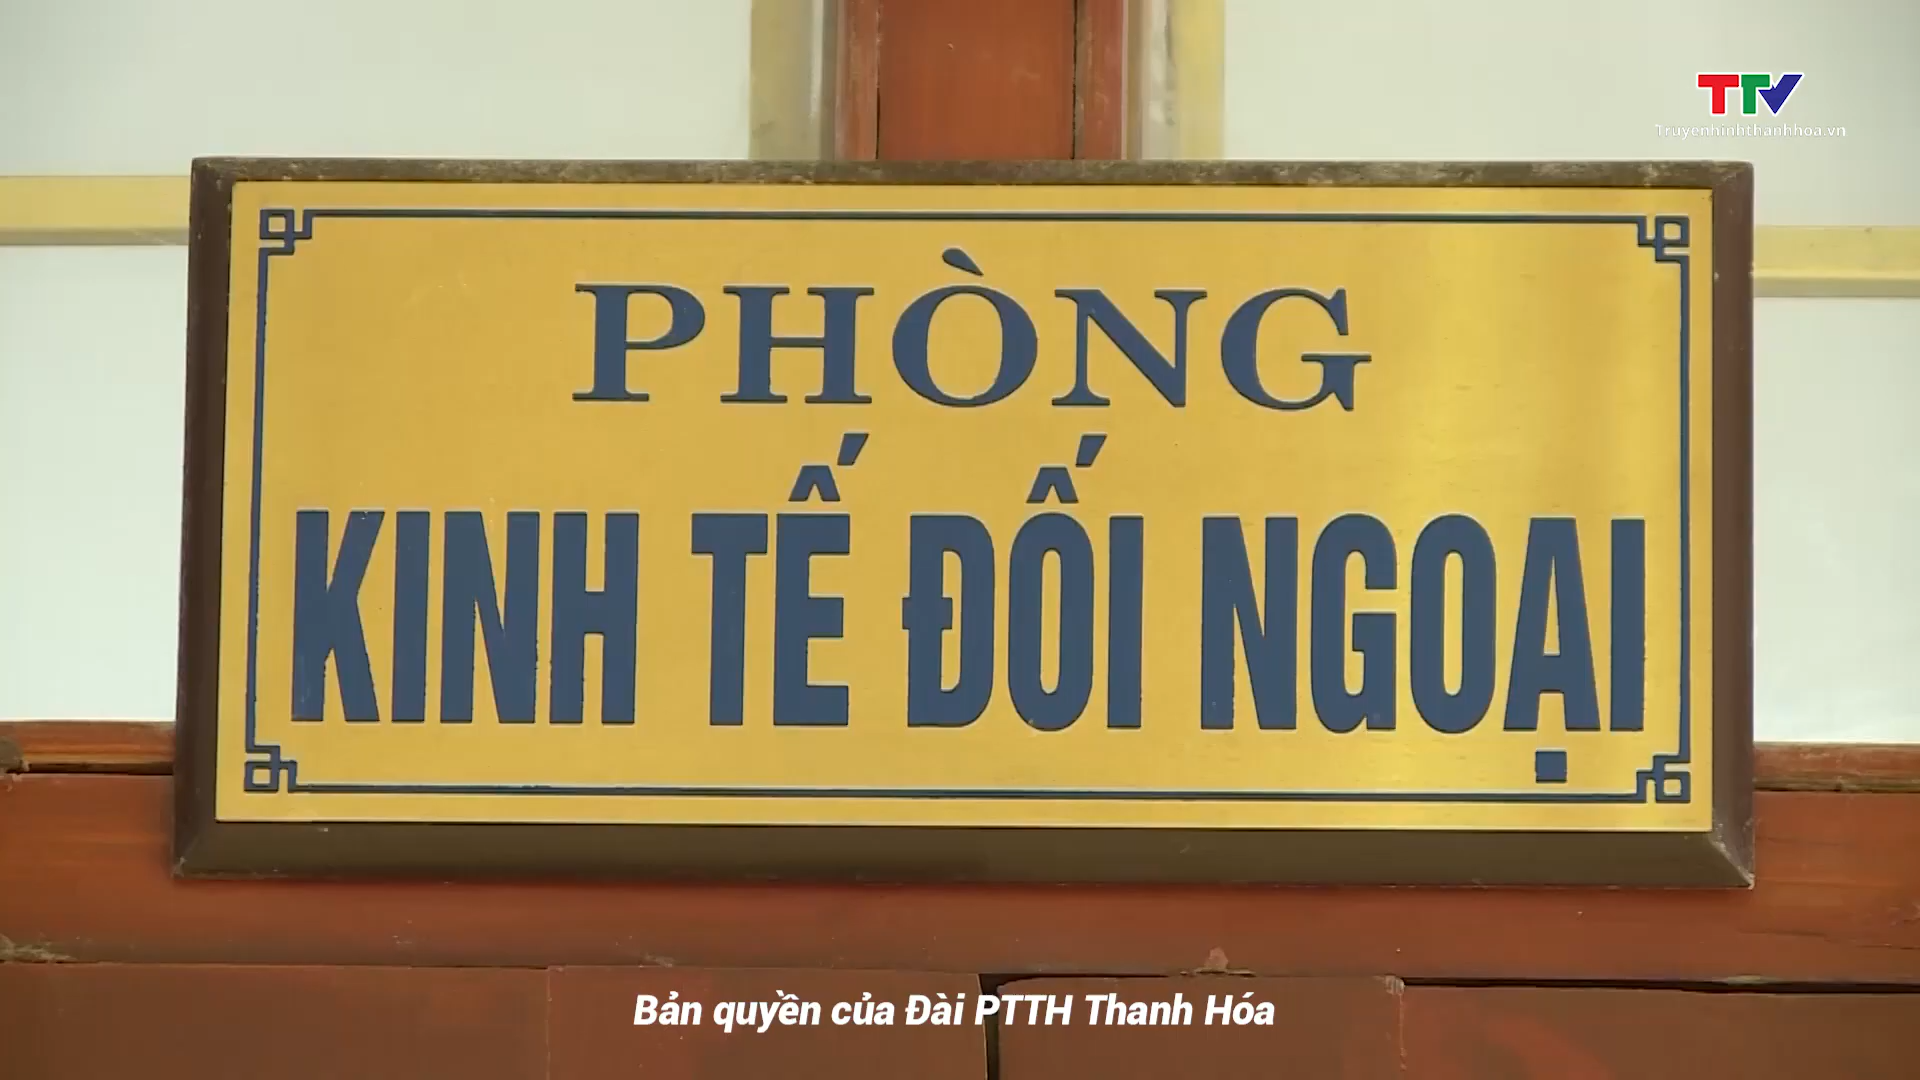 TTV
Truyenhinhthanhhoa.vn
PHÒNG
KINH TẾ ĐỐI NGOẠI
Bản quyền của Đài PTTH Thanh Hóa